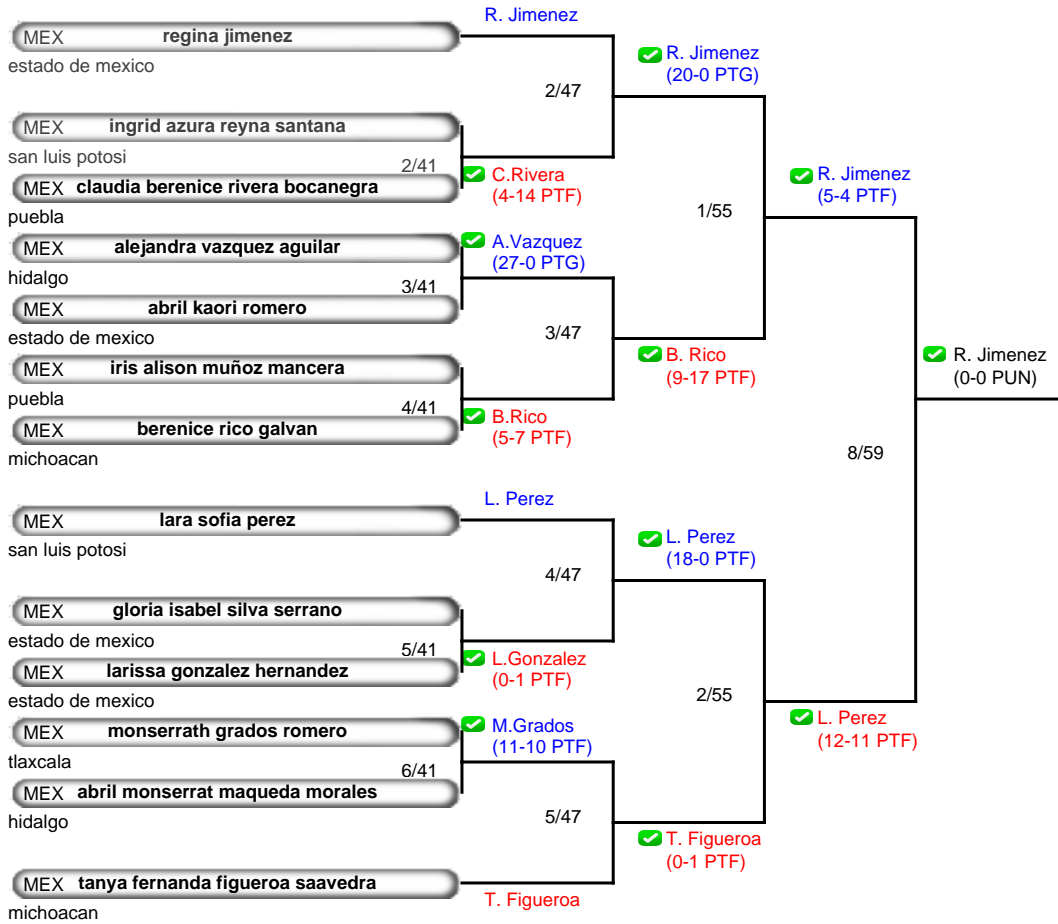 R. Jimenez
MEX regina jimenez
estado de mexico
R. Jimenez
(20-0 PTG)
2/47
MEX ingrid azura reyna santana
san luis potosi
2/41
C.Rivera
(4-14 PTF)
MEX claudia berenice rivera bocanegra
puebla
R. Jimenez
(5-4 PTF)
1/55
MEX alejandra vazquez aguilar
hidalgo
A.Vazquez
(27-0 PTG)
3/41
MEX abril kaori romero
estado de mexico
3/47
B. Rico
(9-17 PTF)
R. Jimenez
(0-0 PUN)
MEX iris alison muñoz mancera
puebla
4/41
B.Rico
(5-7 PTF)
MEX berenice rico galvan
michoacan
8/59
L. Perez
MEX lara sofia perez
san luis potosi
L. Perez
(18-0 PTF)
4/47
MEX gloria isabel silva serrano
estado de mexico
5/41
L.Gonzalez
(0-1 PTF)
MEX larissa gonzalez hernandez
estado de mexico
2/55
L. Perez
(12-11 PTF)
MEX monserrath grados romero
tlaxcala
M.Grados
(11-10 PTF)
6/41
MEX abril monserrat maqueda morales
hidalgo
5/47
T. Figueroa
(0-1 PTF)
MEX tanya fernanda figueroa saavedra
michoacan
T. Figueroa